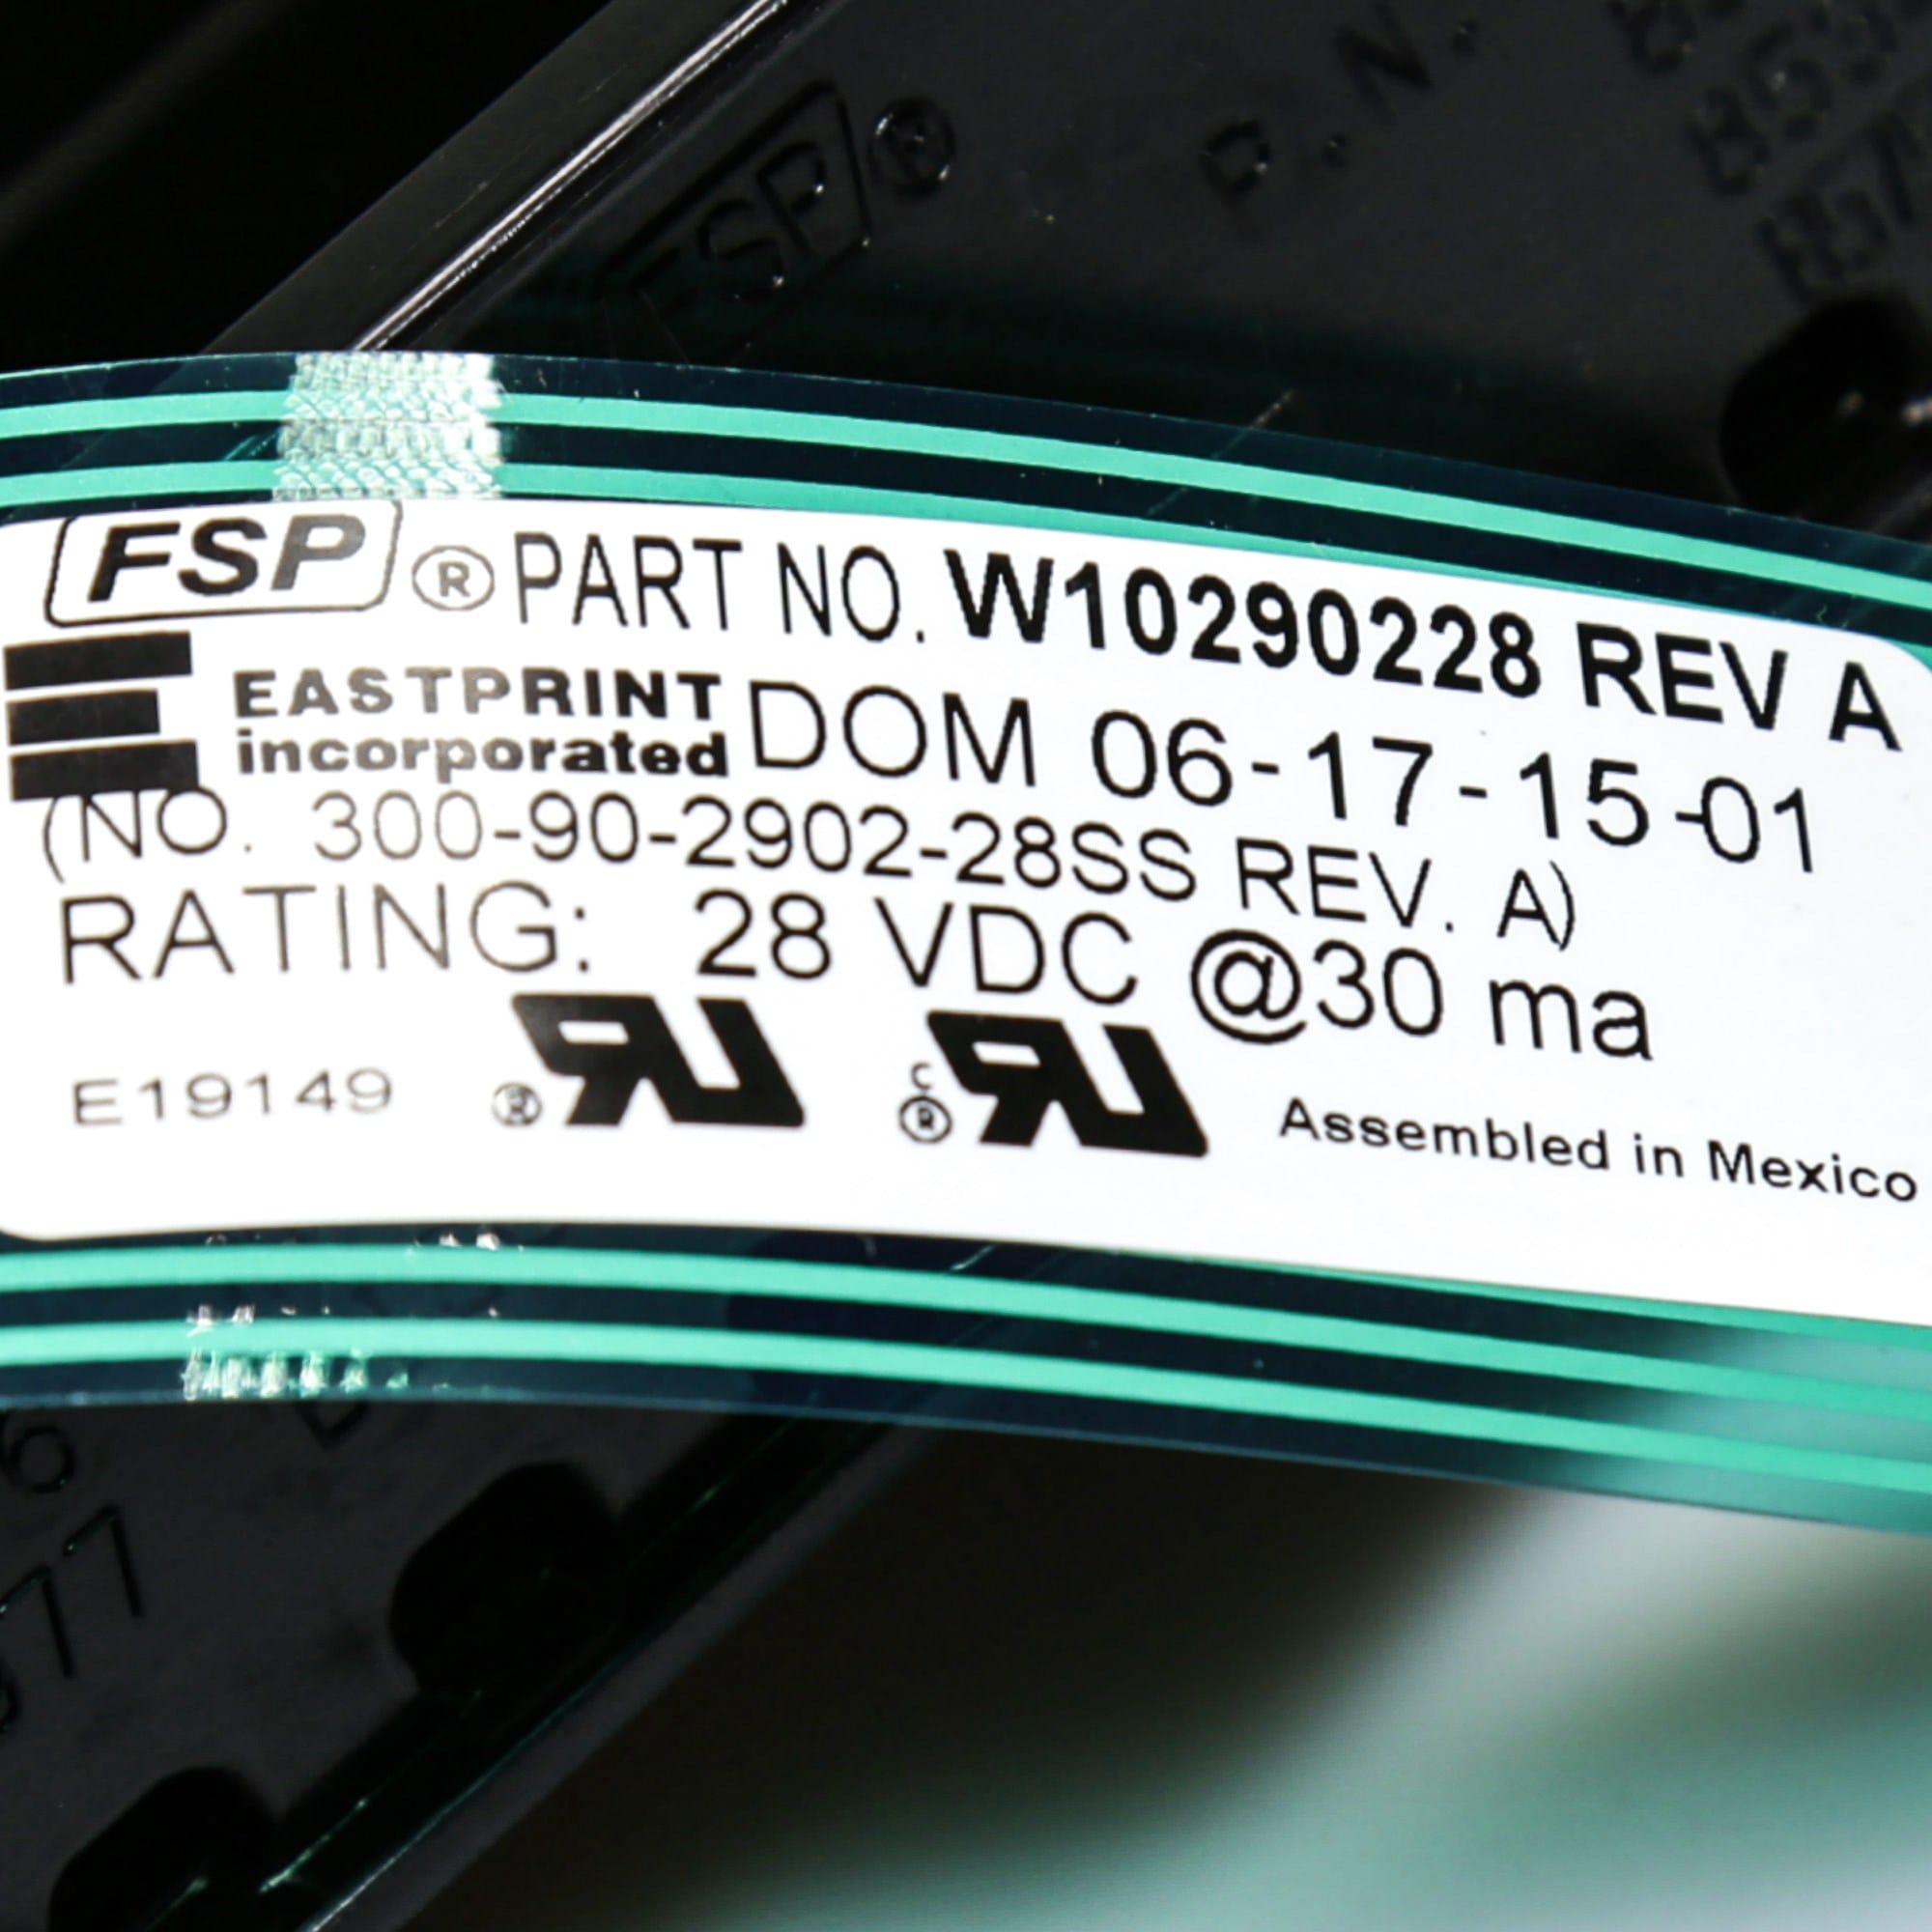 FSP® P.N.
FSP® PART NO. W10290228 REV A
EASTPRINT
incorporated
DOM 06-17-15-01
(NO. 300-90-2902-28SS REV. A)
RATING: 28 VDC @30 ma
E19149
Assembled in Mexico